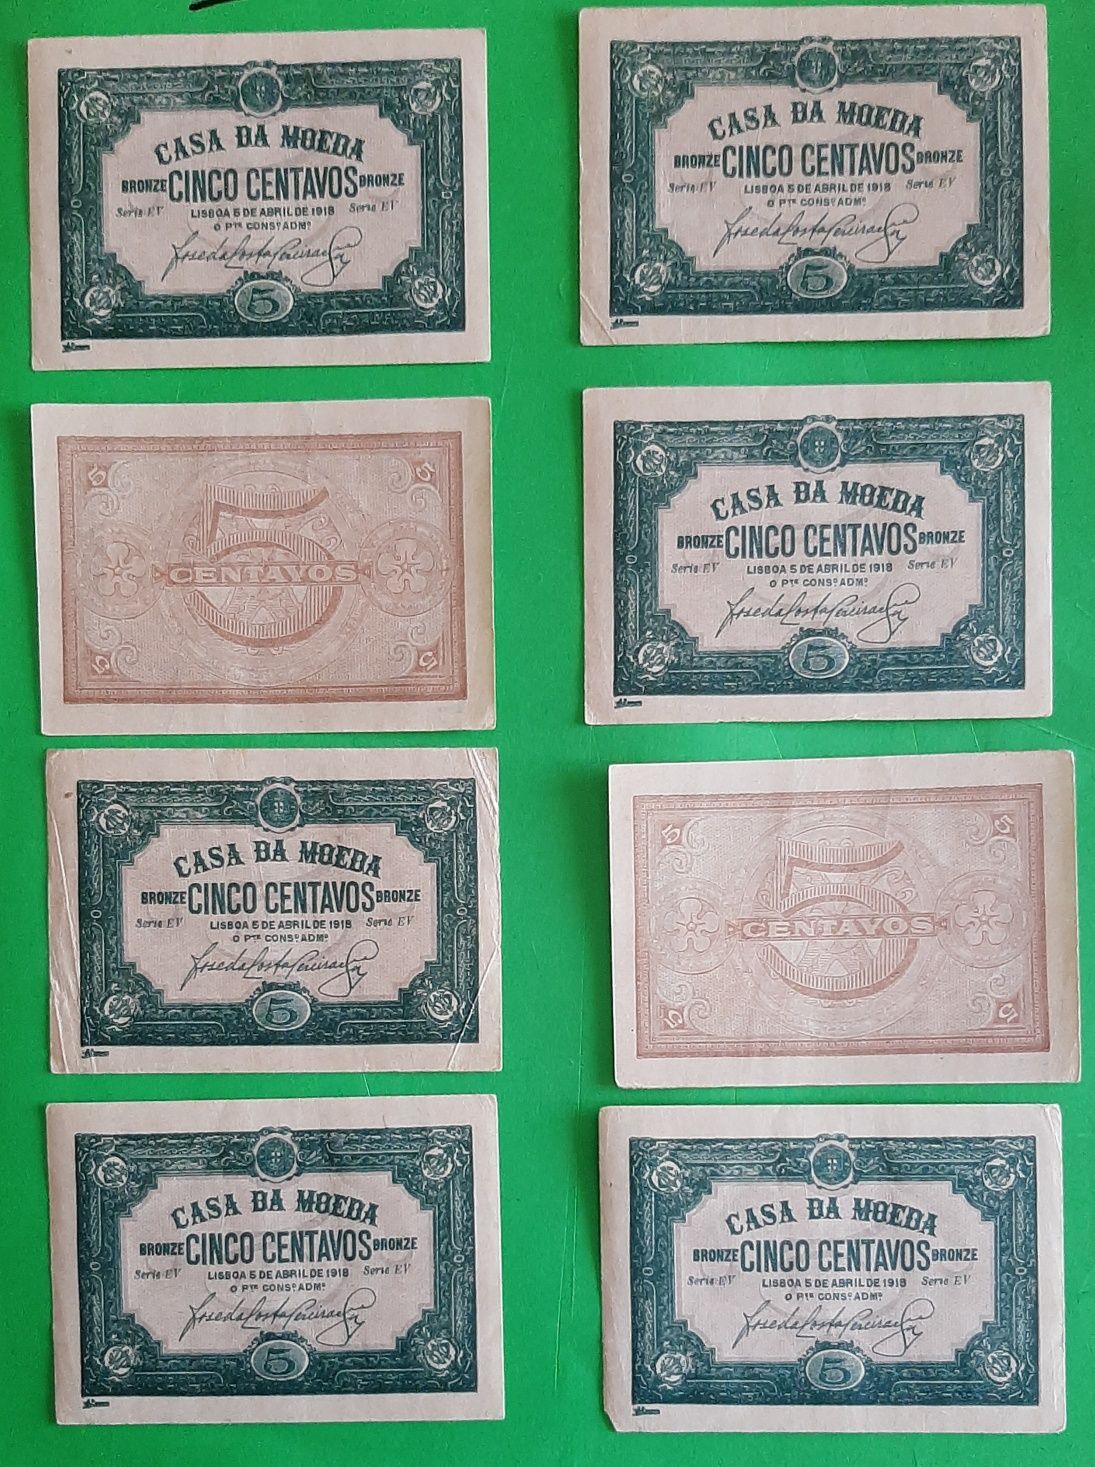 CASA DA MOEDA
BRONZE CINCO CENTAVOS BRONZE
Serie EV LISBOA 5 DE ABRIL DE 1918 Serie EV
O PTE CONSO ADMO
5
CASA DA MOEDA
BRONZE CINCO CENTAVOS BRONZE
Serie EV LISBOA 5 DE ABRIL DE 1918 Serie EV
O PTE CONSO ADMO
5
5 5
5
CENTAVOS
5 5
CASA DA MOEDA
BRONZE CINCO CENTAVOS BRONZE
Serie EV LISBOA 5 DE ABRIL DE 1918 Serie EV
O PTE CONSO ADMO
5
CASA DA MOEDA
BRONZE CINCO CENTAVOS BRONZE
Serie EV LISBOA 5 DE ABRIL DE 1918 Serie EV
O PTE CONSO ADMO
5
5 5
5
CENTAVOS
5 5
CASA DA MOEDA
BRONZE CINCO CENTAVOS BRONZE
Serie EV LISBOA 5 DE ABRIL DE 1918 Serie EV
O PTE CONSO ADMO
5
CASA DA MOEDA
BRONZE CINCO CENTAVOS BRONZE
Serie EV LISBOA 5 DE ABRIL DE 1918 Serie EV
O PTE CONSO ADMO
5